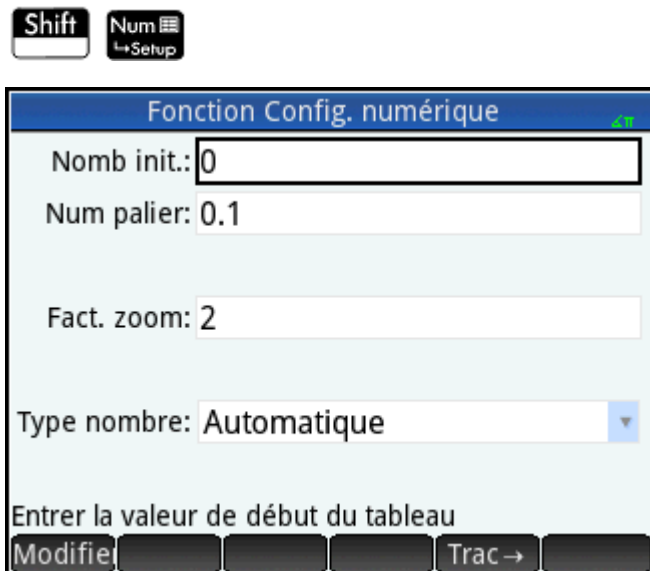 Shift Num
↳Setup
Fonction Config. numérique ∡π
Nomb init.: 0
Num palier: 0.1
Fact. zoom: 2
Type nombre: Automatique
Entrer la valeur de début du tableau
Modifie Trac→